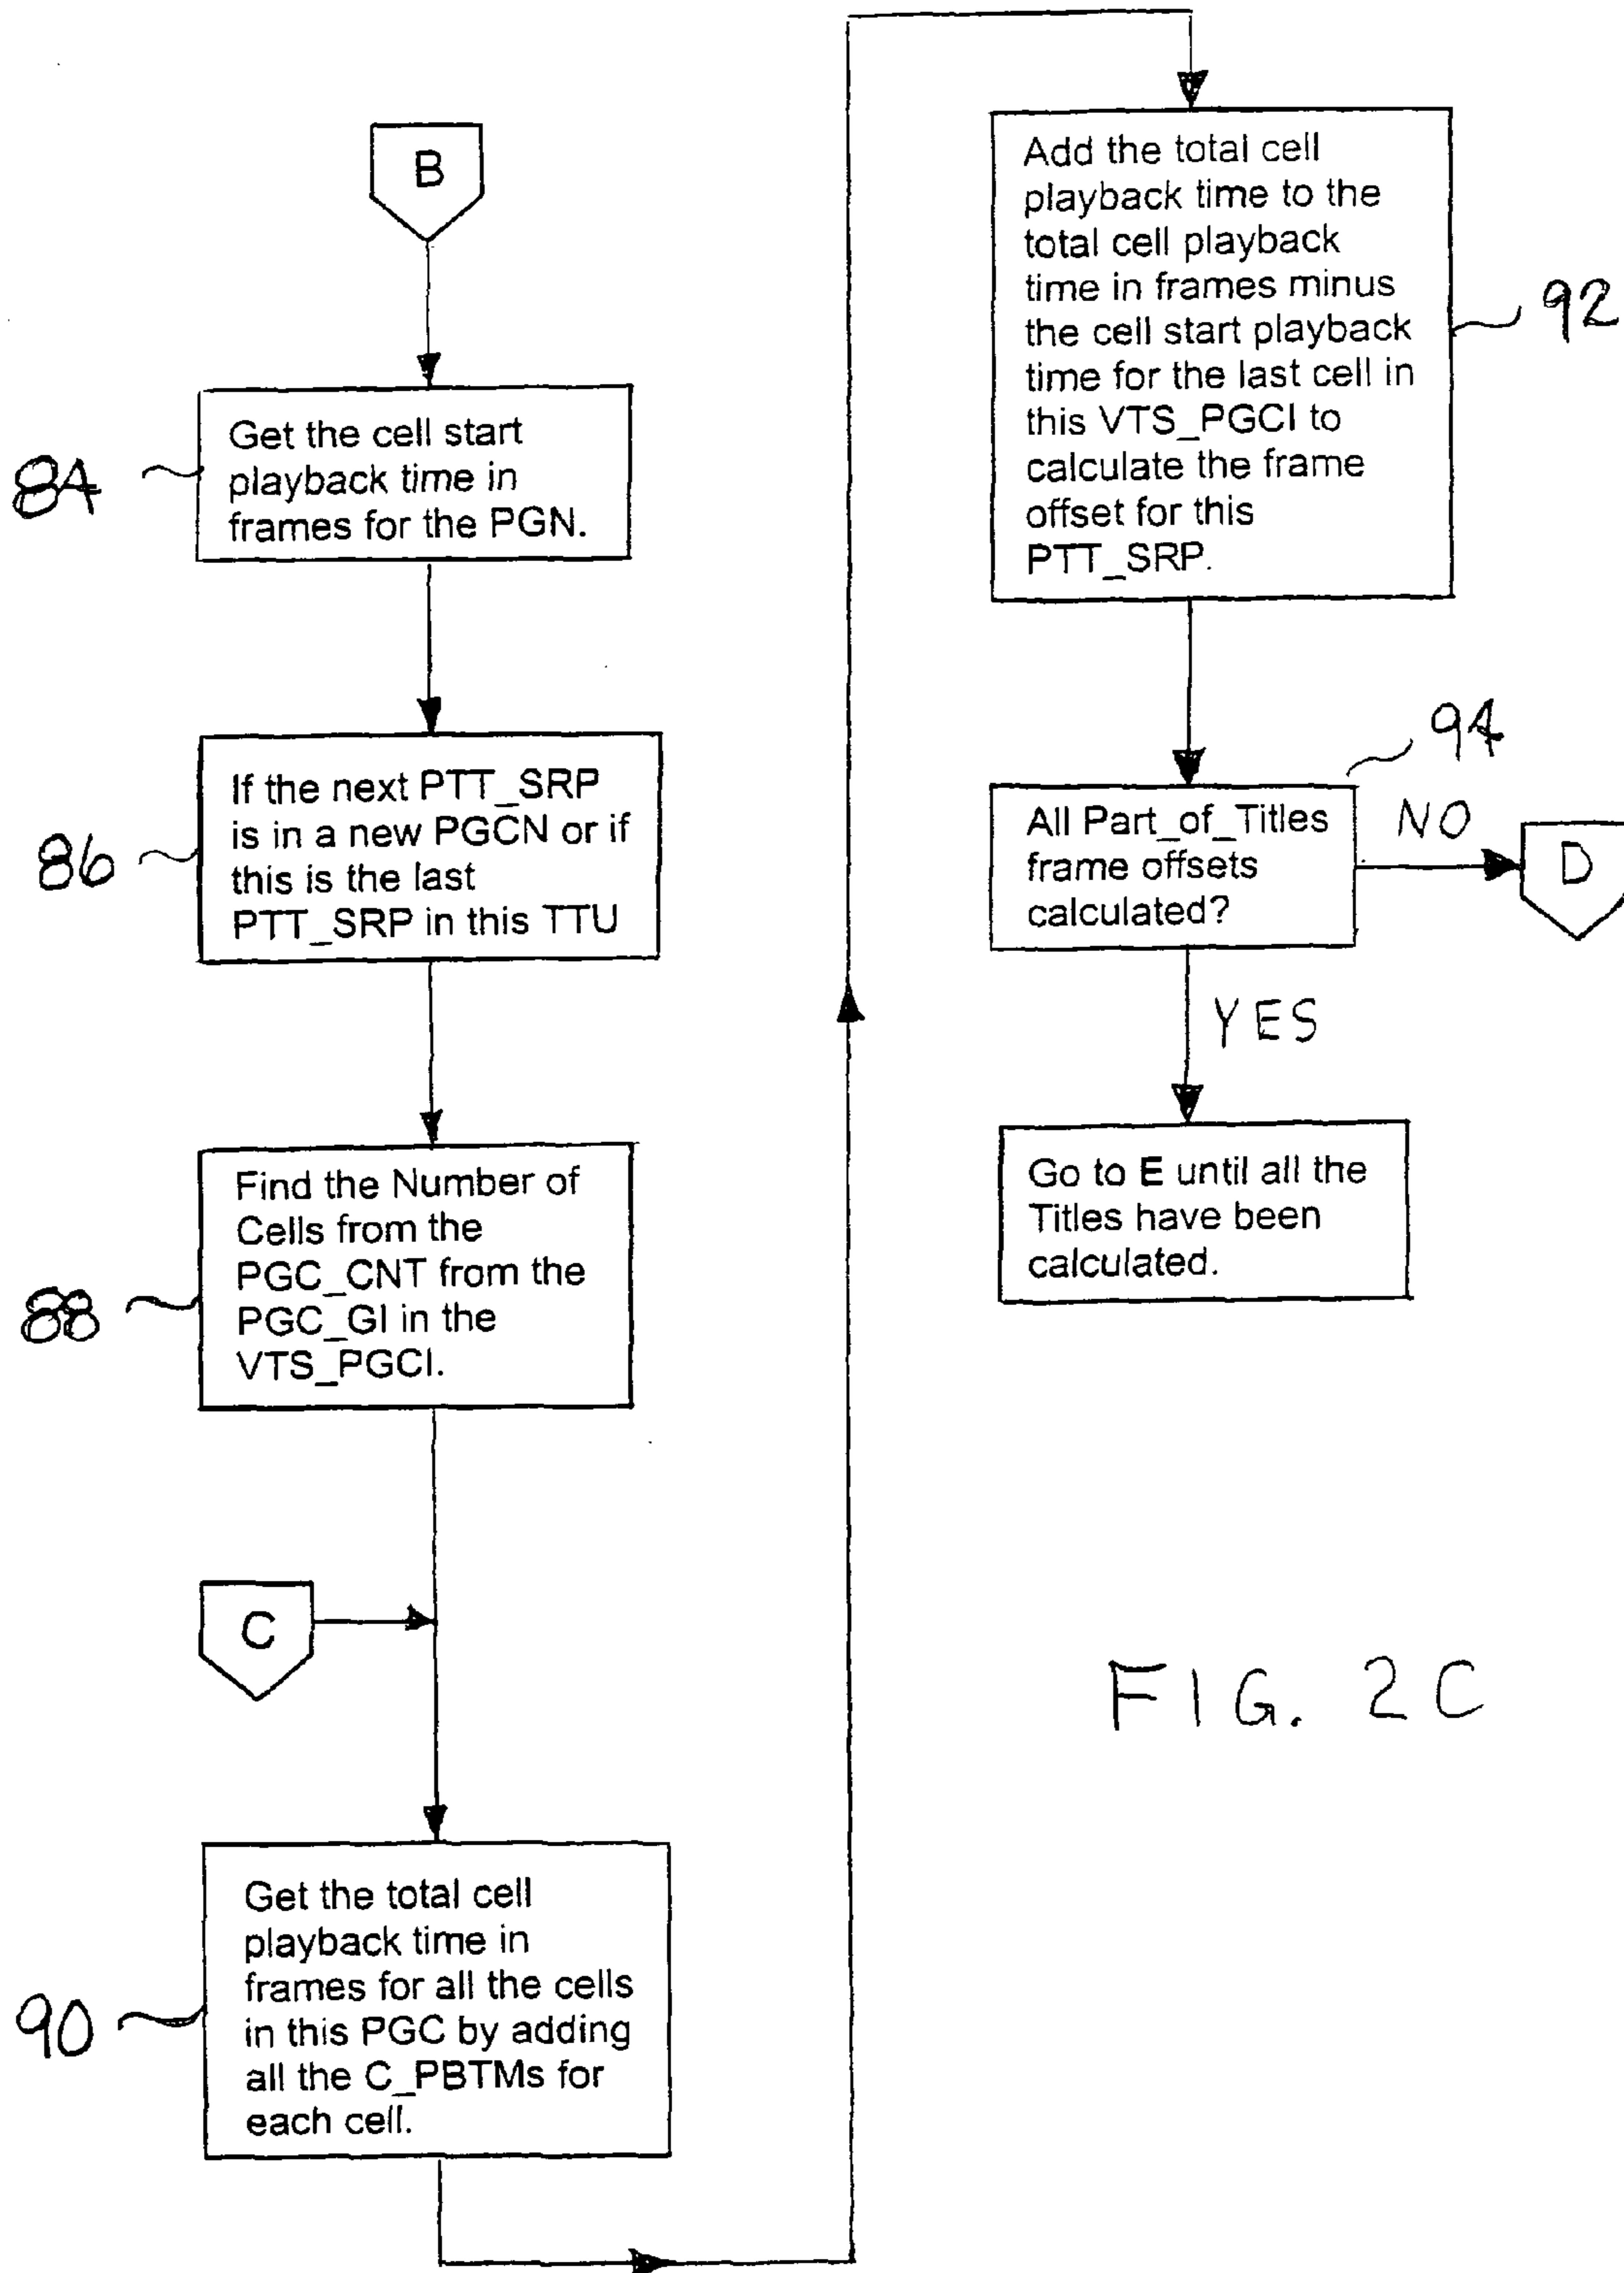 B
84
Get the cell start
playback time in
frames for the PGN.
86
If the next PTT_SRP
is in a new PGCN or if
this is the last
PTT_SRP in this TTU
88
Find the Number of
Cells from the
PGC_CNT from the
PGC_GI in the
VTS_PGCI.
C
90
Get the total cell
playback time in
frames for all the cells
in this PGC by adding
all the C_PBTMs for
each cell.
Add the total cell
playback time to the
total cell playback
time in frames minus
the cell start playback
time for the last cell in
this VTS_PGCI to
calculate the frame
offset for this
PTT_SRP.
92
94
All Part_of_Titles
frame offsets
calculated?
NO
D
YES
Go to E until all the
Titles have been
calculated.
FIG. 2C